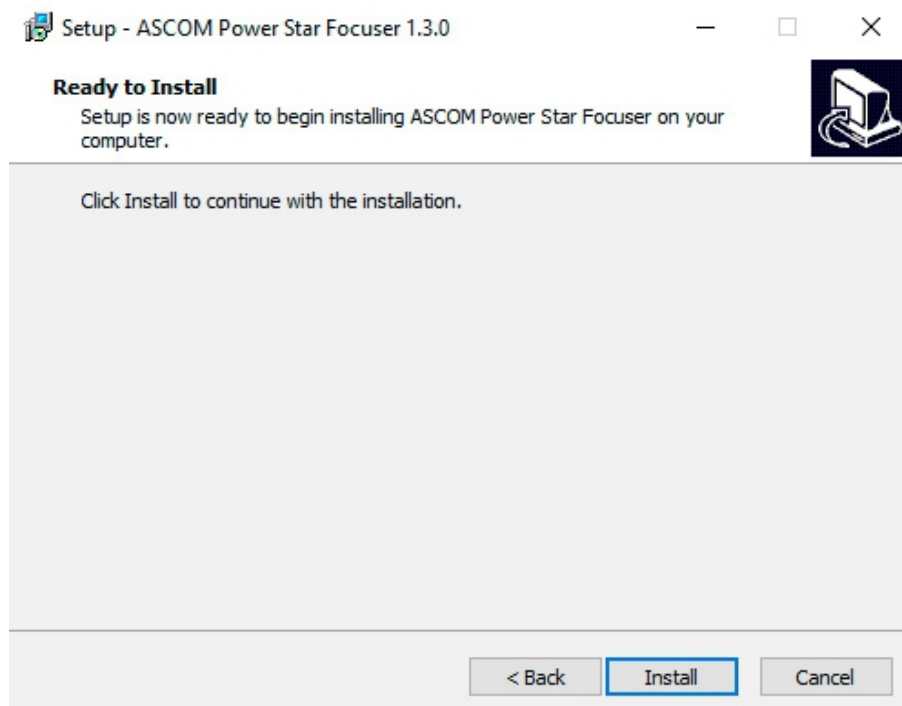 Setup - ASCOM Power Star Focuser 1.3.0
Ready to Install
Setup is now ready to begin installing ASCOM Power Star Focuser on your
computer.
Click Install to continue with the installation.
< Back
Install
Cancel